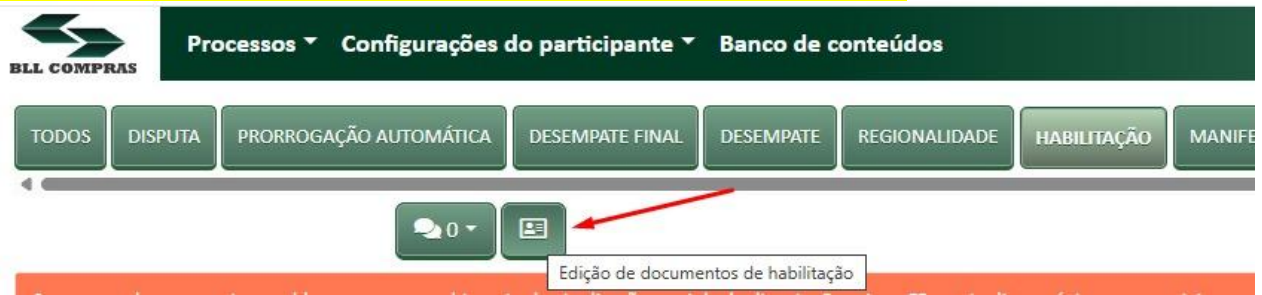 BLL COMPRAS
Processos Configurações do participante Banco de conteúdos
TODOS DISPUTA PRORROGAÇÃO AUTOMÁTICA DESEMPATE FINAL DESEMPATE REGIONALIDADE HABILITAÇÃO MANIFE
0
Edição de documentos de habilitação